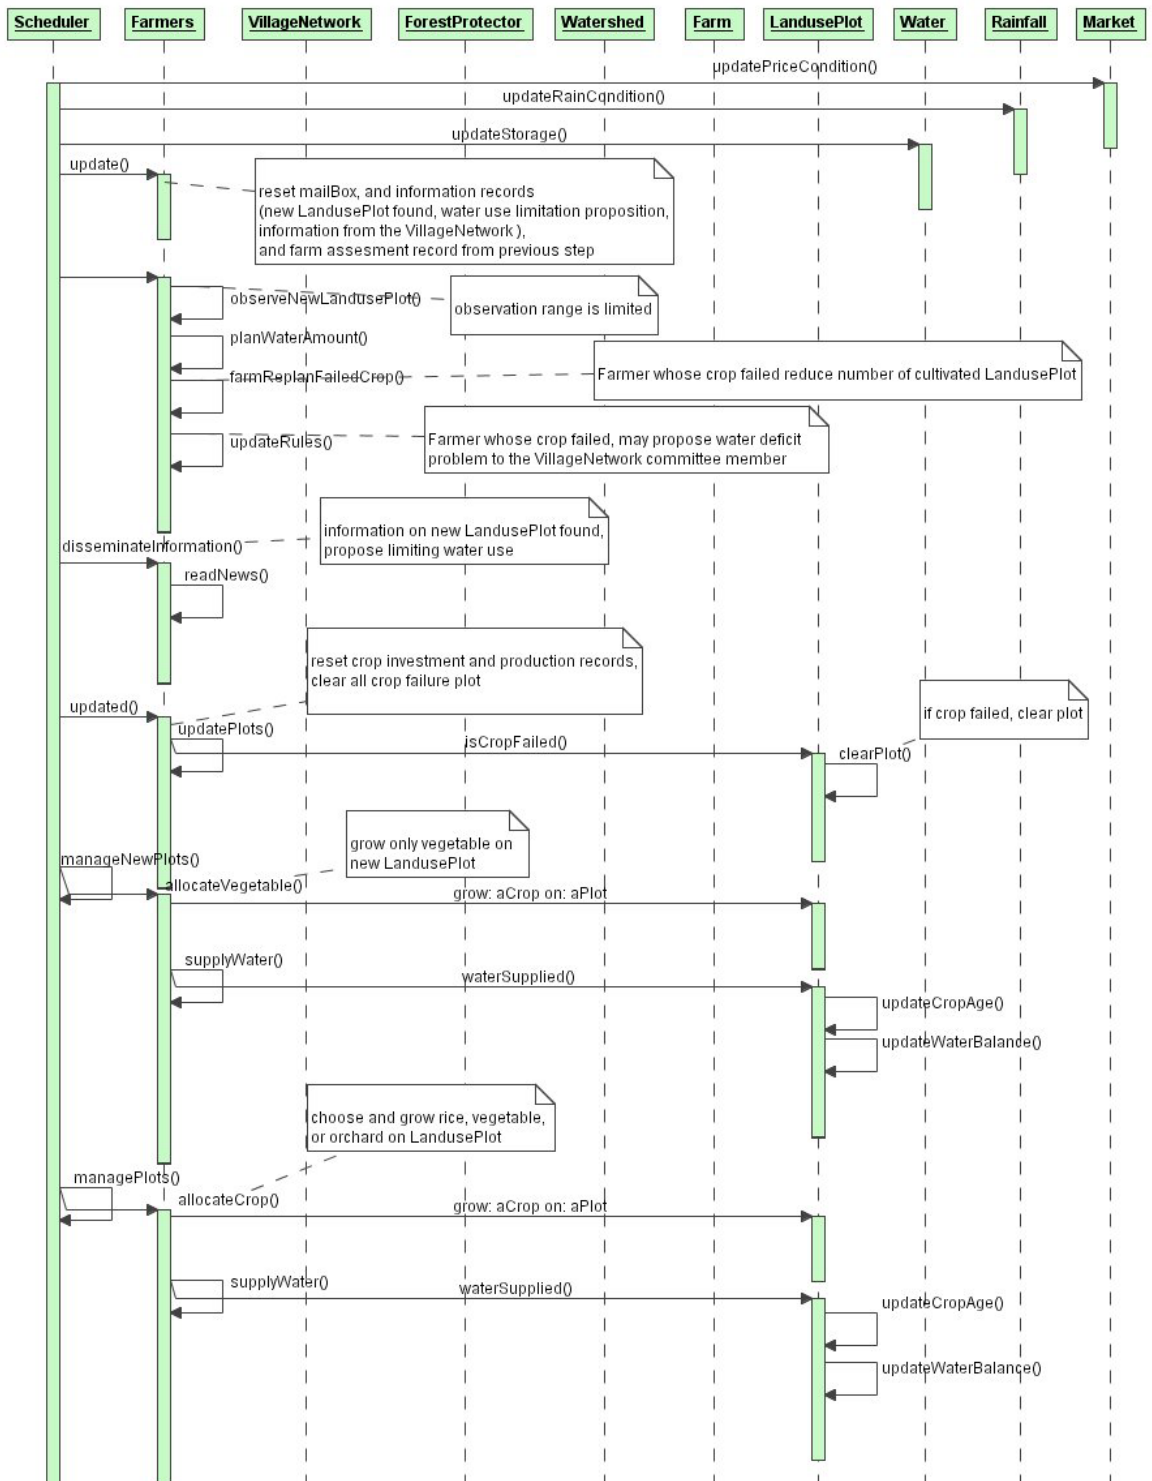 Scheduler Farmers VillageNetwork ForestProtector Watershed Farm LandusePlot Water Rainfall Market
updatePriceCondition()
updateRainCondition()
updateStorage()
update()
reset mailBox, and information records
(new LandusePlot found, water use limitation proposition,
information from the VillageNetwork ),
and farm assesment record from previous step
observeNewLandusePlot()
observation range is limited
planWaterAmount()
farmReplanFailedCrop()
Farmer whose crop failed reduce number of cultivated LandusePlot
updateRules()
Farmer whose crop failed, may propose water deficit
problem to the VillageNetwork committee member
information on new LandusePlot found,
propose limiting water use
disseminateInformation()
readNews()
reset crop investment and production records,
clear all crop failure plot
updated()
updatePlots()
isCropFailed()
if crop failed, clear plot
clearPlot()
grow only vegetable on
new LandusePlot
manageNewPlots()
allocateVegetable()
grow: aCrop on: aPlot
supplyWater()
waterSupplied()
updateCropAge()
updateWaterBalance()
choose and grow rice, vegetable,
or orchard on LandusePlot
managePlots()
allocateCrop()
grow: aCrop on: aPlot
supplyWater()
waterSupplied()
updateCropAge()
updateWaterBalance()